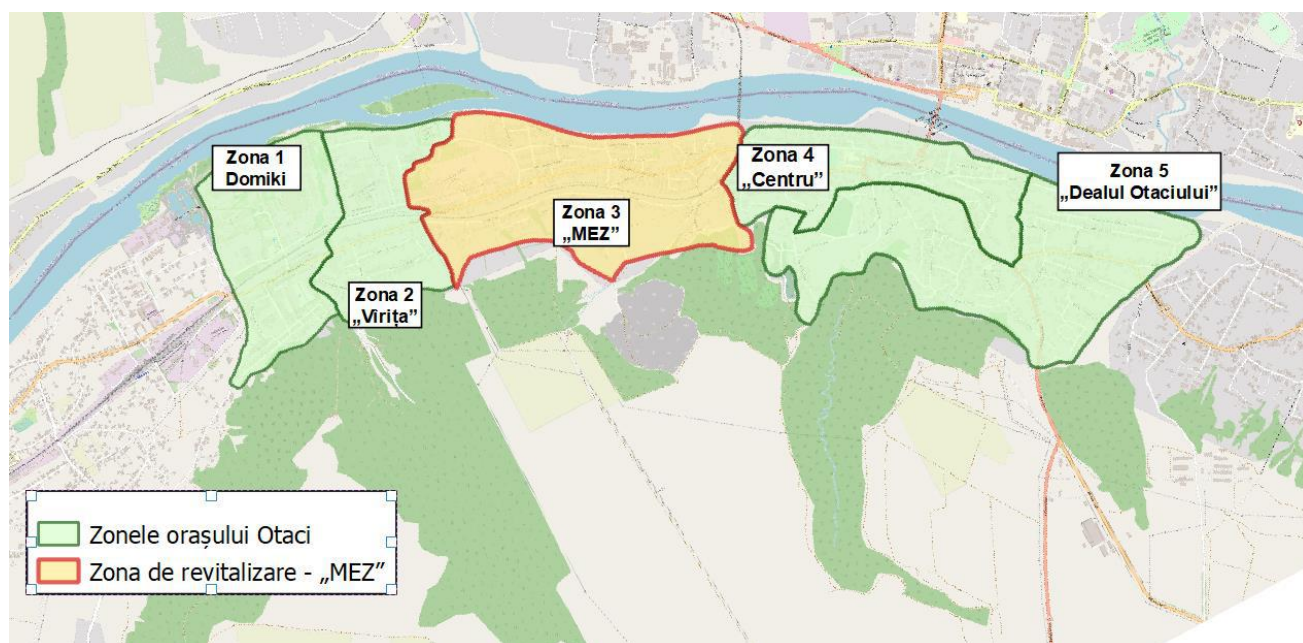 Zona 1
Domiki
Zona 2
„Virița”
Zona 3
„MEZ”
Zona 4
„Centru”
Zona 5
„Dealul Otaciului”
Zonele orașului Otaci
Zona de revitalizare - „MEZ”